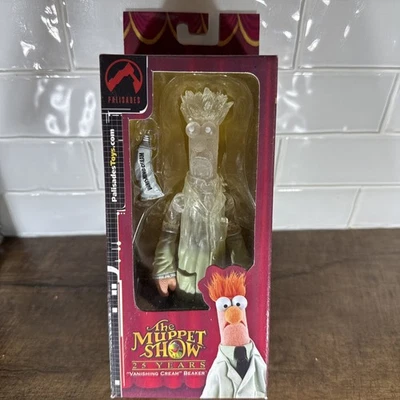 PALISADES
PalisadesToys.com
The
MUPPET
SHOW
25 YEARS
"VANISHING CREAM" BEAKER